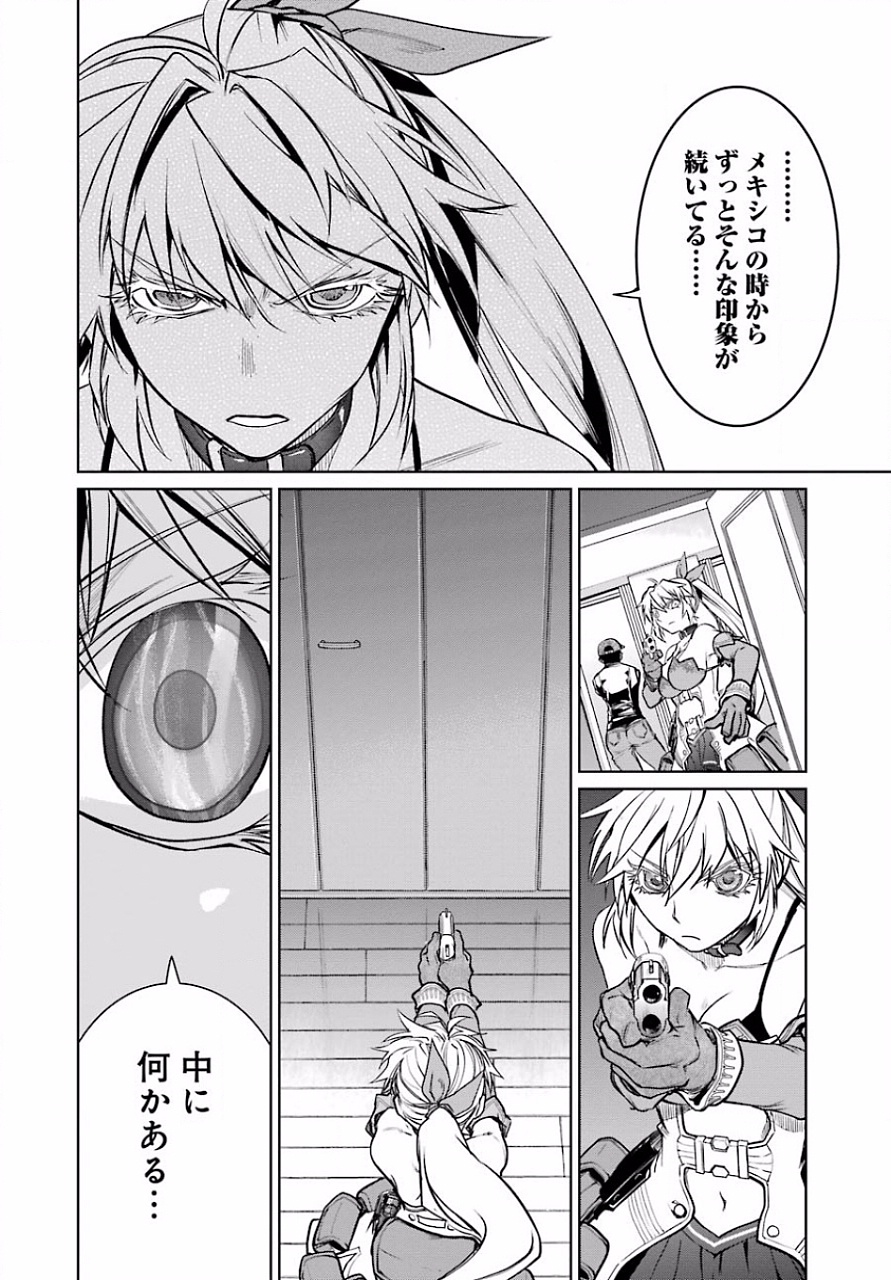 ………
メキシコの時から
ずっとそんな印象が
続いてる……
中に
何かある…